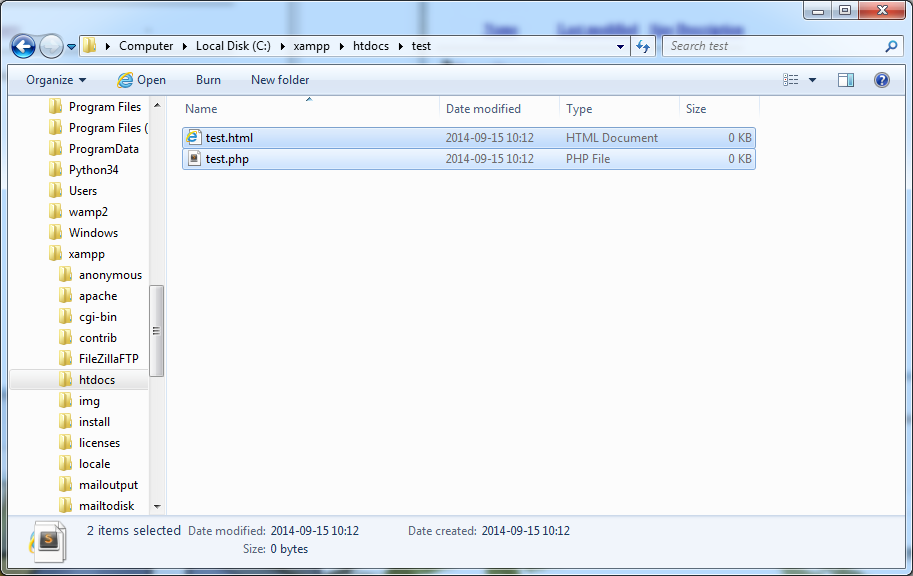 Computer Local Disk (C:) xampp htdocs test Search test
Organize Open Burn New folder
Name Date modified Type Size
test.html 2014-09-15 10:12 HTML Document 0 KB
test.php 2014-09-15 10:12 PHP File 0 KB
Program Files
Program Files (
ProgramData
Python34
Users
wamp2
Windows
xampp
anonymous
apache
cgi-bin
contrib
FileZillaFTP
htdocs
img
install
licenses
locale
mailoutput
mailtodisk
2 items selected Date modified: 2014-09-15 10:12 Date created: 2014-09-15 10:12
Size: 0 bytes